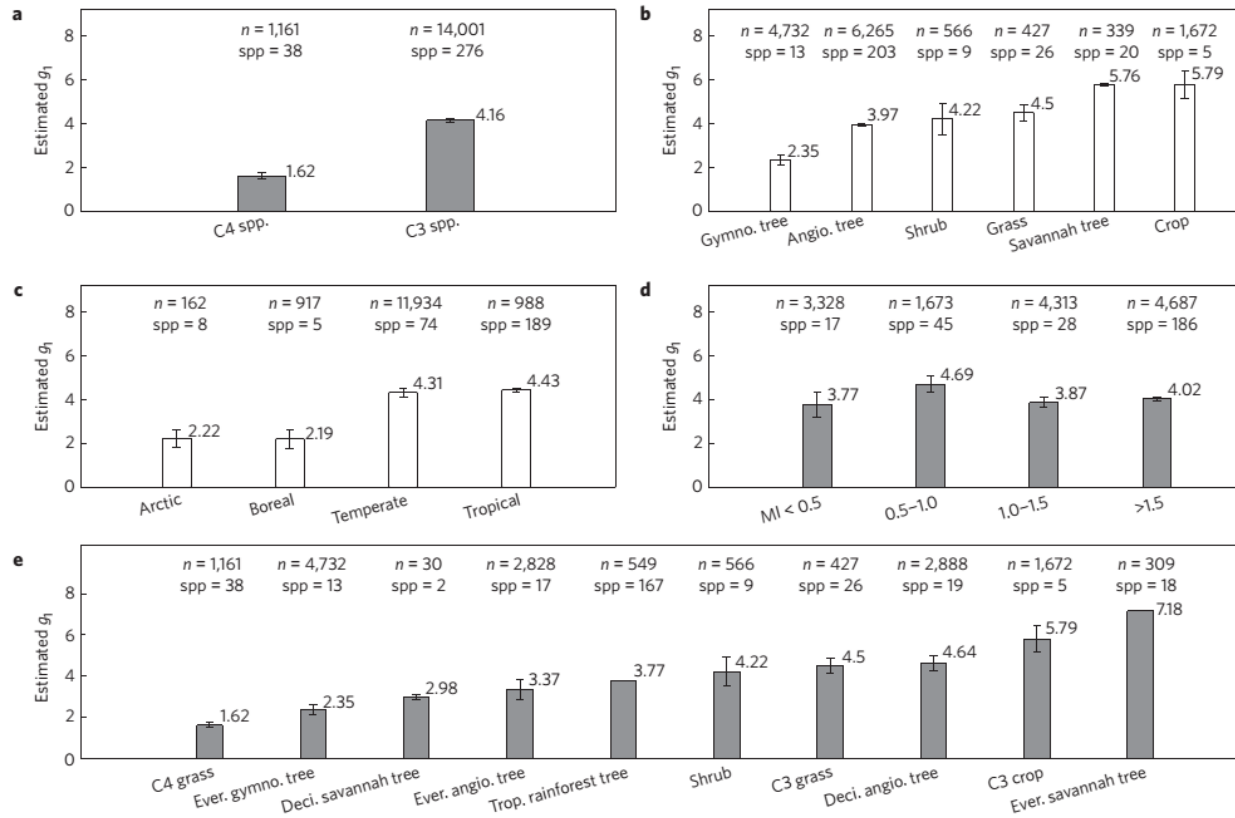 a
n = 1,161
spp = 38
n = 14,001
spp = 276
Estimated g1
8
6
4
2
0
1.62
4.16
C4 spp.
C3 spp.
b
n = 4,732
spp = 13
n = 6,265
spp = 203
n = 566
spp = 9
n = 427
spp = 26
n = 339
spp = 20
n = 1,672
spp = 5
Estimated g1
8
6
4
2
0
2.35
3.97
4.22
4.5
5.76
5.79
Gymno. tree
Angio. tree
Shrub
Grass
Savannah tree
Crop
c
n = 162
spp = 8
n = 917
spp = 5
n = 11,934
spp = 74
n = 988
spp = 189
Estimated g1
8
6
4
2
0
2.22
2.19
4.31
4.43
Arctic
Boreal
Temperate
Tropical
d
n = 3,328
spp = 17
n = 1,673
spp = 45
n = 4,313
spp = 28
n = 4,687
spp = 186
Estimated g1
8
6
4
2
0
3.77
4.69
3.87
4.02
MI < 0.5
0.5–1.0
1.0–1.5
>1.5
e
n = 1,161
spp = 38
n = 4,732
spp = 13
n = 30
spp = 2
n = 2,828
spp = 17
n = 549
spp = 167
n = 566
spp = 9
n = 427
spp = 26
n = 2,888
spp = 19
n = 1,672
spp = 5
n = 309
spp = 18
Estimated g1
8
6
4
2
0
1.62
2.35
2.98
3.37
3.77
4.22
4.5
4.64
5.79
7.18
C4 grass
Ever. gymno. tree
Deci. savannah tree
Ever. angio. tree
Trop. rainforest tree
Shrub
C3 grass
Deci. angio. tree
C3 crop
Ever. savannah tree